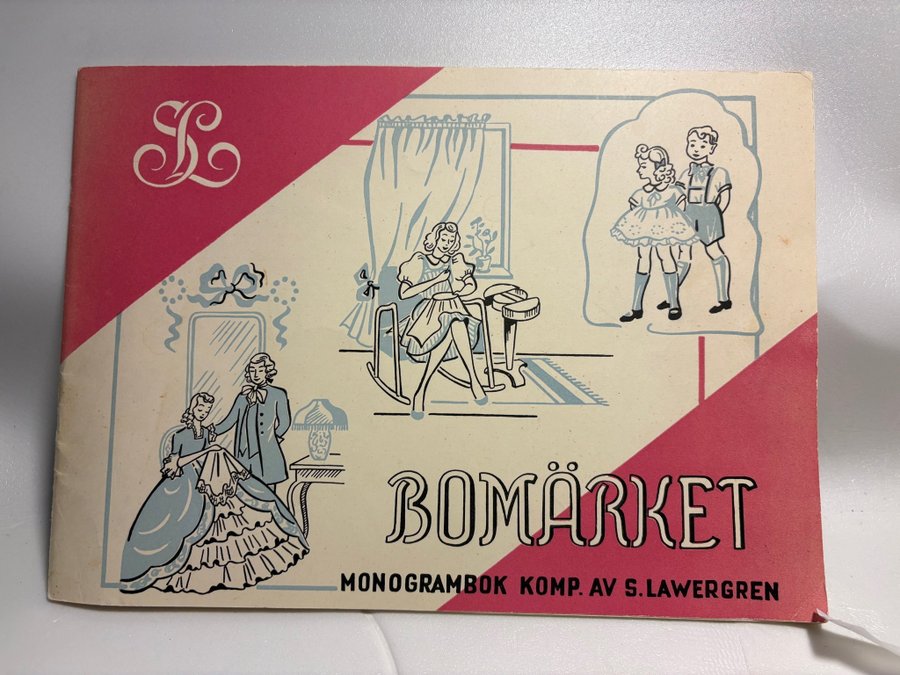 SL
BOMÄRKET
MONOGRAMBOK KOMP. AV S. LAWERGREN